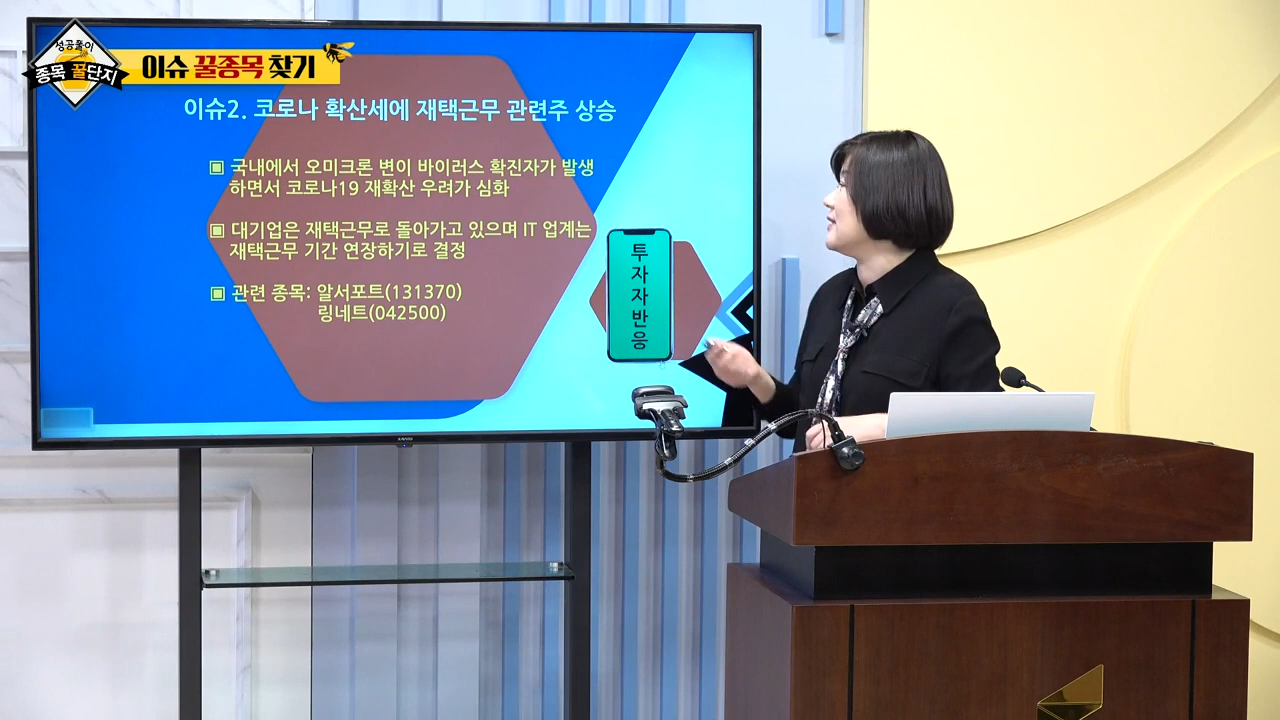 성공풀이
종목 꿀단지
이슈 꿀종목 찾기
이슈2. 코로나 확산세에 재택근무 관련주 상승
▣ 국내에서 오미크론 변이 바이러스 확진자가 발생
하면서 코로나19 재확산 우려가 심화
▣ 대기업은 재택근무로 돌아가고 있으며 IT 업계는
재택근무 기간 연장하기로 결정
▣ 관련 종목: 알서포트(131370)
링네트(042500)
투
자
자
반
응